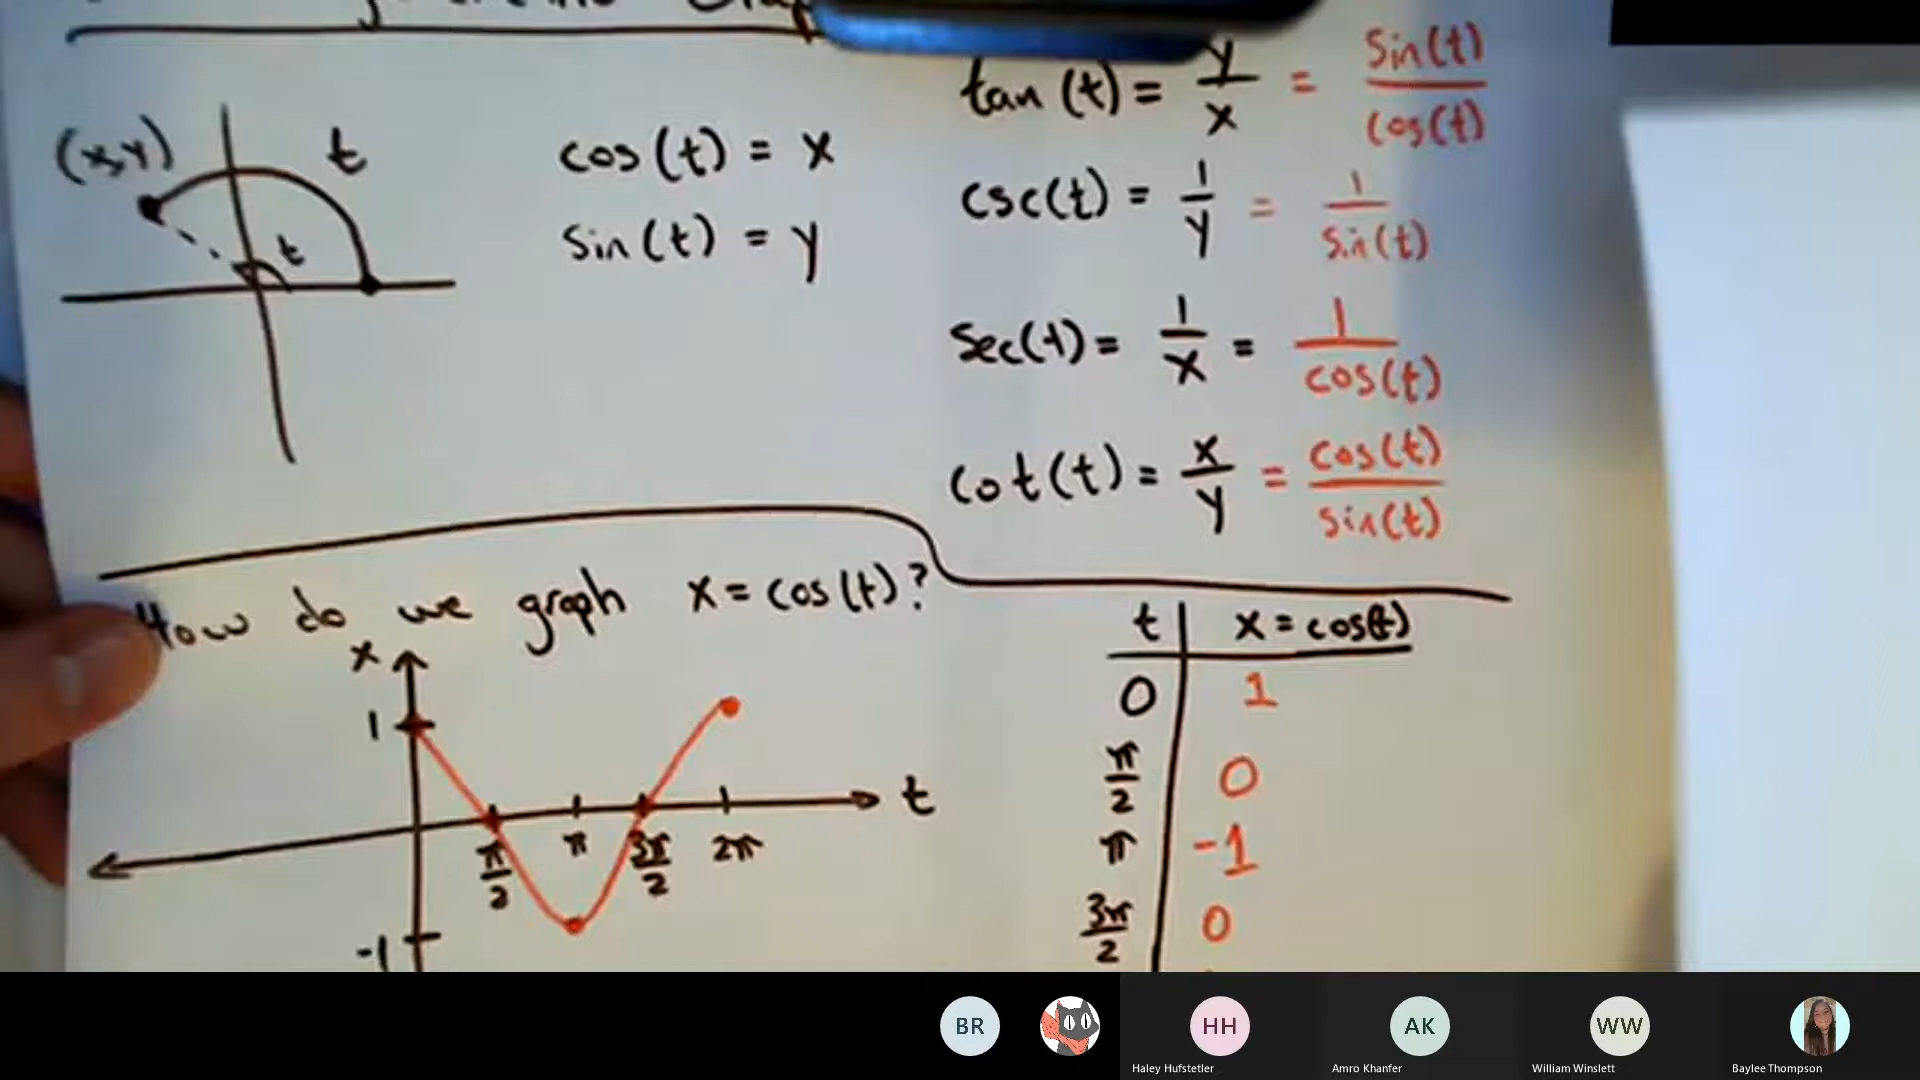 (x,y)
t
t
cos(t) = x
sin(t) = y
tan(t) = y/x = sin(t)/cos(t)
csc(t) = 1/y = 1/sin(t)
sec(t) = 1/x = 1/cos(t)
cot(t) = x/y = cos(t)/sin(t)
How do we graph x = cos(t)?
x
1
t
π/2 π 3π/2 2π
-1
t | x = cos(t)
0 | 1
π/2 | 0
π | -1
3π/2 | 0
BR HH AK WW
Haley Hufstetler Amro Khanfer William Winslett Baylee Thompson